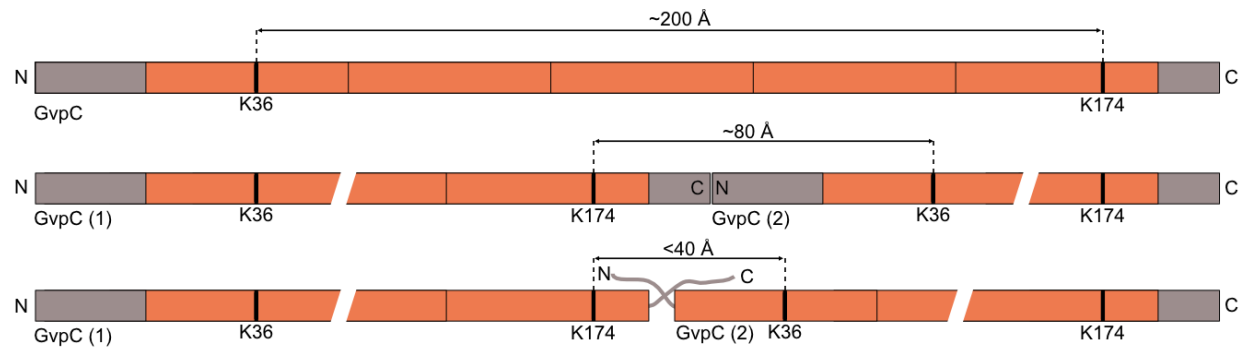 ~200 Å
N C
K36 K174
GvpC
~80 Å
N C N C
K36 K174 K36 K174
GvpC (1) GvpC (2)
<40 Å
N N C C
K36 K174 GvpC (2) K36 K174
GvpC (1)